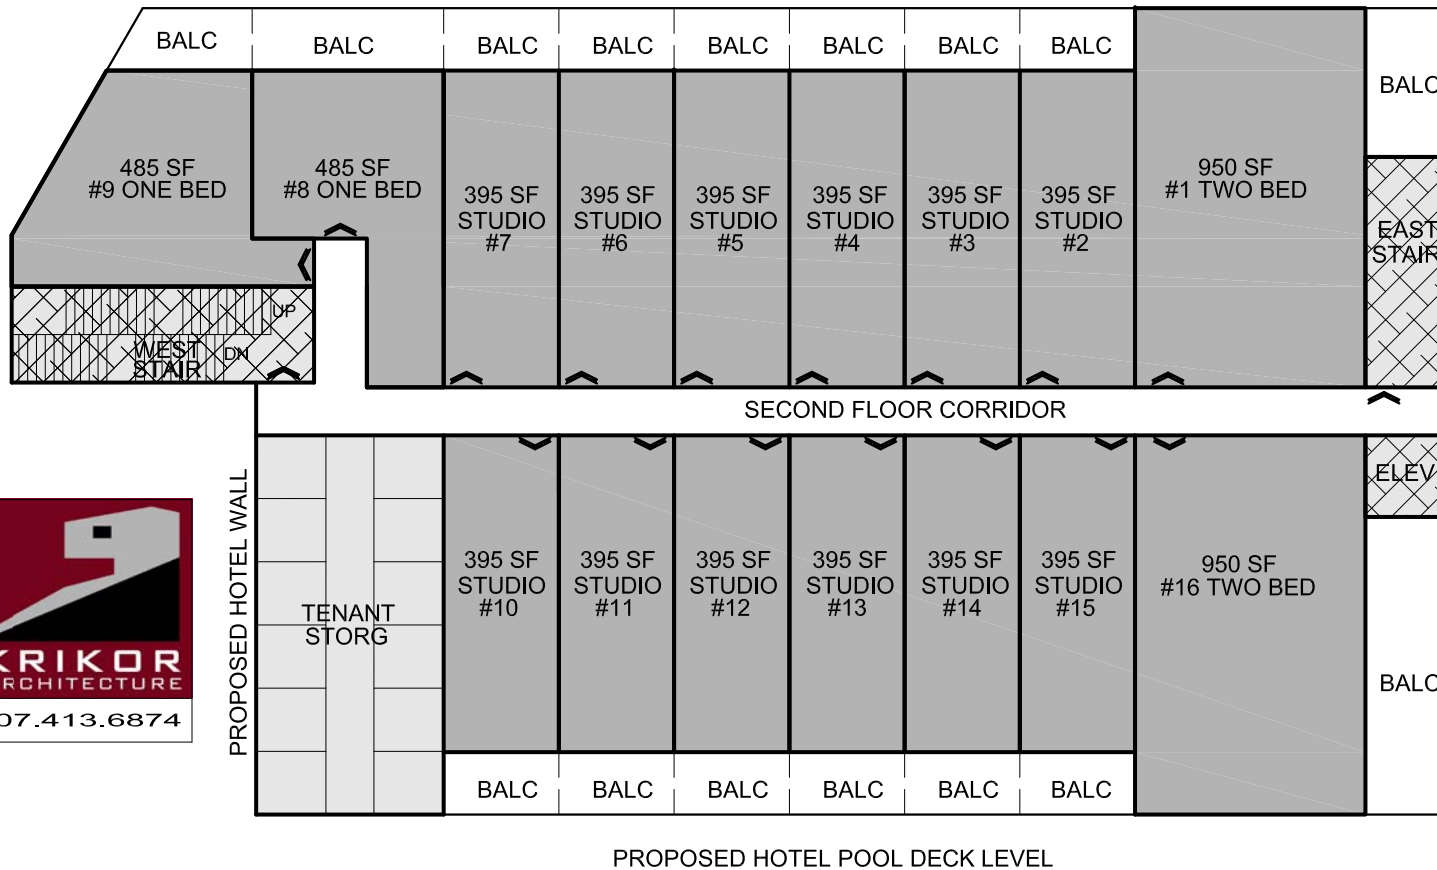 BALC BALC BALC BALC BALC BALC BALC BALC
BALC
485 SF
#9 ONE BED
485 SF
#8 ONE BED
395 SF
STUDIO
#7
395 SF
STUDIO
#6
395 SF
STUDIO
#5
395 SF
STUDIO
#4
395 SF
STUDIO
#3
395 SF
STUDIO
#2
950 SF
#1 TWO BED
EAST
STAIR
UP
DN
WEST
STAIR
SECOND FLOOR CORRIDOR
ELEV
PROPOSED HOTEL WALL
TENANT
STORG
395 SF
STUDIO
#10
395 SF
STUDIO
#11
395 SF
STUDIO
#12
395 SF
STUDIO
#13
395 SF
STUDIO
#14
395 SF
STUDIO
#15
950 SF
#16 TWO BED
BALC
KRIKOR
RCHITECTURE
07.413.6874
BALC BALC BALC BALC BALC BALC
PROPOSED HOTEL POOL DECK LEVEL